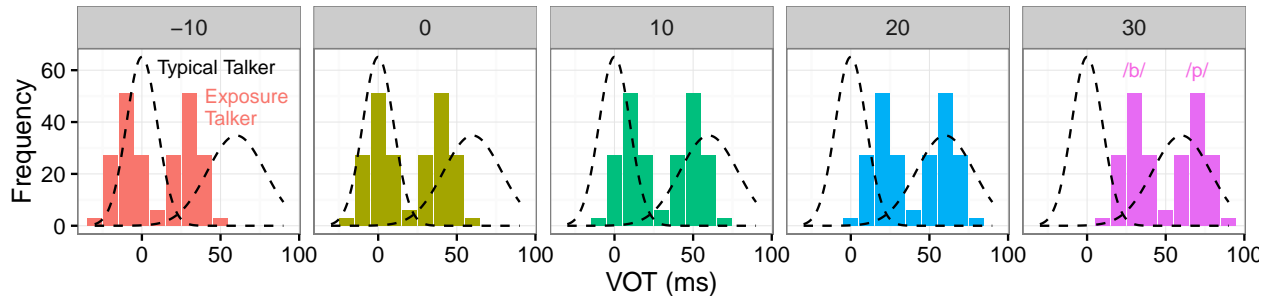 −10 0 10 20 30
Typical Talker
Exposure
Talker
/b/ /p/
Frequency
60
40
20
0
0 50 100 0 50 100 0 50 100 0 50 100 0 50 100
VOT (ms)